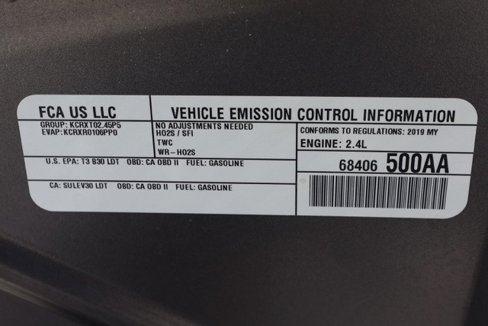 FCA US LLC
GROUP: KCRXT02.45P5
EVAP: KCRXR0106PP0
VEHICLE EMISSION CONTROL INFORMATION
NO ADJUSTMENTS NEEDED
HO2S / SFI
TWC
WR-HO2S
CONFORMS TO REGULATIONS: 2019 MY
ENGINE: 2.4L
U.S. EPA: T3 B30 LDT OBD: CA OBD II FUEL: GASOLINE
68406 500AA
CA: SULEV30 LDT OBD: CA OBD II FUEL: GASOLINE